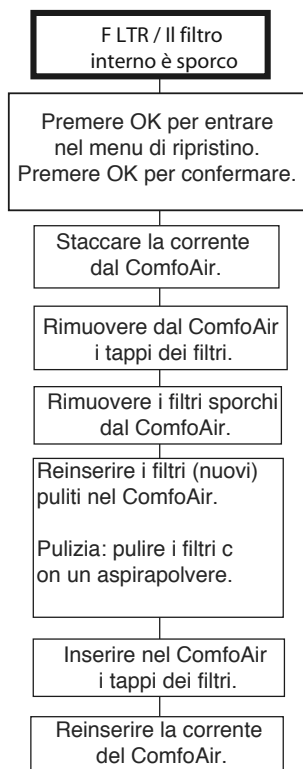 F LTR / Il filtro
interno è sporco
Premere OK per entrare
nel menu di ripristino.
Premere OK per confermare.
Staccare la corrente
dal ComfoAir.
Rimuovere dal ComfoAir
i tappi dei filtri.
Rimuovere i filtri sporchi
dal ComfoAir.
Reinserire i filtri (nuovi)
puliti nel ComfoAir.
Pulizia: pulire i filtri c
on un aspirapolvere.
Inserire nel ComfoAir
i tappi dei filtri.
Reinserire la corrente
del ComfoAir.